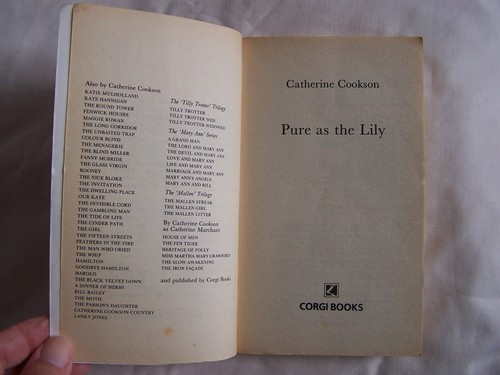 Also by Catherine Cookson
KATIE MULHOLLAND
KATE HANNIGAN
THE ROUND TOWER
FENWICK HOUSES
MAGGIE ROWAN
THE LONG CORRIDOR
THE UNBAITED TRAP
COLOUR BLIND
THE MENAGERIE
THE BLIND MILLER
FANNY MCBRIDE
THE GLASS VIRGIN
ROONEY
THE NICE BLOKE
THE INVITATION
THE DWELLING PLACE
OUR KATE
THE INVISIBLE CORD
THE GAMBLING MAN
THE TIDE OF LIFE
THE CINDER PATH
THE GIRL
THE FIFTEEN STREETS
FEATHERS IN THE FIRE
THE MAN WHO CRIED
THE WHIP
HAMILTON
GOODBYE HAMILTON
HAROLD
THE BLACK VELVET GOWN
A DINNER OF HERBS
BILL BAILEY
THE MOTH
THE PARSON'S DAUGHTER
CATHERINE COOKSON COUNTRY
LANKY JONES
The 'Tilly Trotter' Trilogy
TILLY TROTTER
TILLY TROTTER WED
TILLY TROTTER WIDOWED
The 'Mary Ann' Series
A GRAND MAN
THE LORD AND MARY ANN
THE DEVIL AND MARY ANN
LOVE AND MARY ANN
LIFE AND MARY ANN
MARRIAGE AND MARY ANN
MARY ANN'S ANGELS
MARY ANN AND BILL
The 'Mallen' Trilogy
THE MALLEN STREAK
THE MALLEN GIRL
THE MALLEN LITTER
By Catherine Cookson
as Catherine Marchant
HOUSE OF MEN
THE FEN TIGER
HERITAGE OF FOLLY
MISS MARTHA MARY CRAWFORD
THE SLOW AWAKENING
THE IRON FAÇADE
and published by Corgi Books
Catherine Cookson
Pure as the Lily
CORGI BOOKS